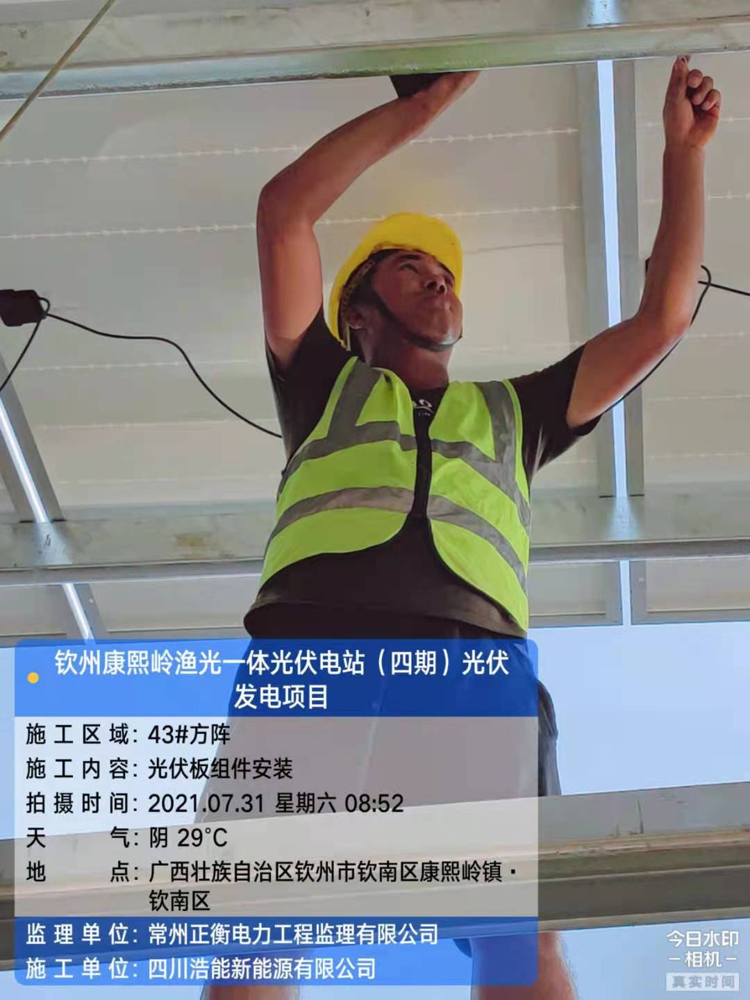 钦州康熙岭渔光一体光伏电站（四期）光伏
发电项目
施工区域：43#方阵
施工内容：光伏板组件安装
拍摄时间：2021.07.31 星期六 08:52
天气：阴 29°C
地点：广西壮族自治区钦州市钦南区康熙岭镇·
钦南区
监理单位：常州正衡电力工程监理有限公司
施工单位：四川浩能新能源有限公司
今日水印
-相机-
真实时间